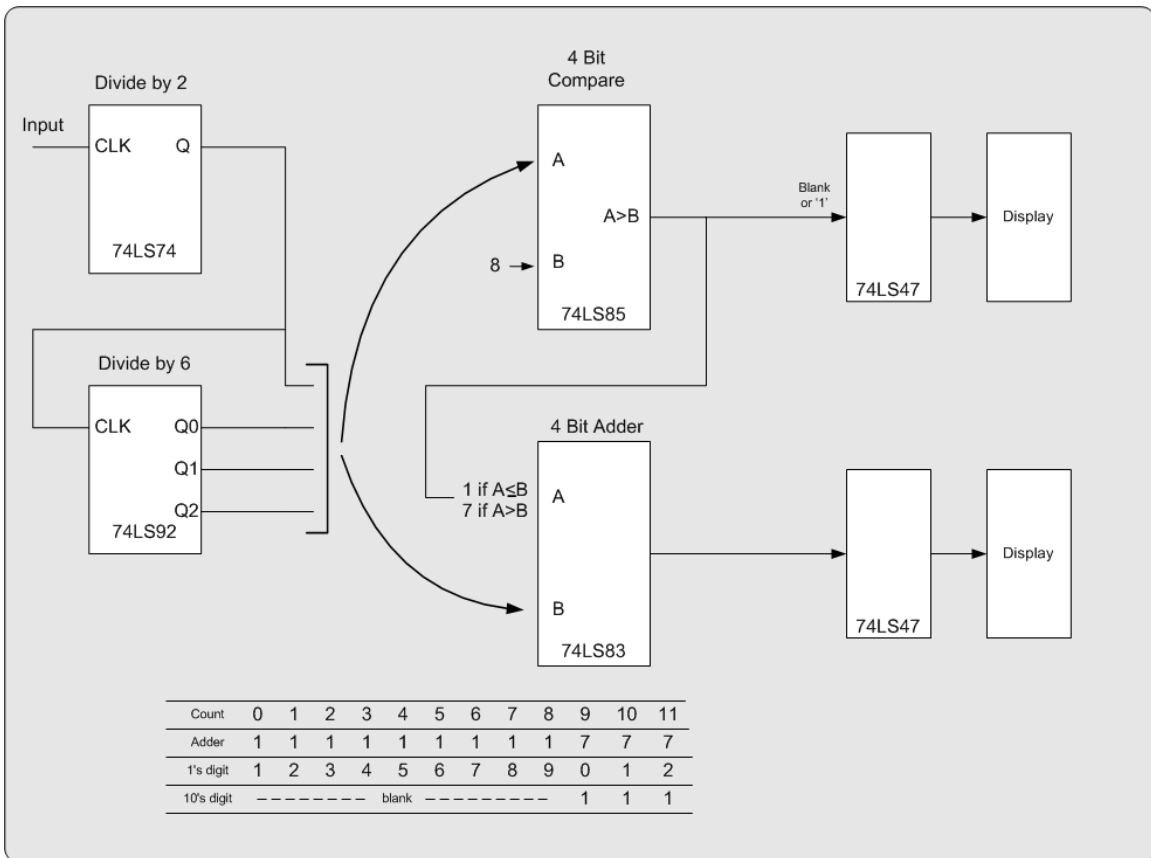 Divide by 2
Input
CLK Q
74LS74
Divide by 6
CLK Q0
Q1
Q2
74LS92
4 Bit
Compare
A
A>B
8 B
74LS85
Blank
or '1'
74LS47
Display
4 Bit Adder
1 if A≤B
7 if A>B
A
B
74LS83
74LS47
Display
Count 0 1 2 3 4 5 6 7 8 9 10 11
Adder 1 1 1 1 1 1 1 1 1 7 7 7
1's digit 1 2 3 4 5 6 7 8 9 0 1 2
10's digit – – – – – – – – blank – – – – – – – – – 1 1 1